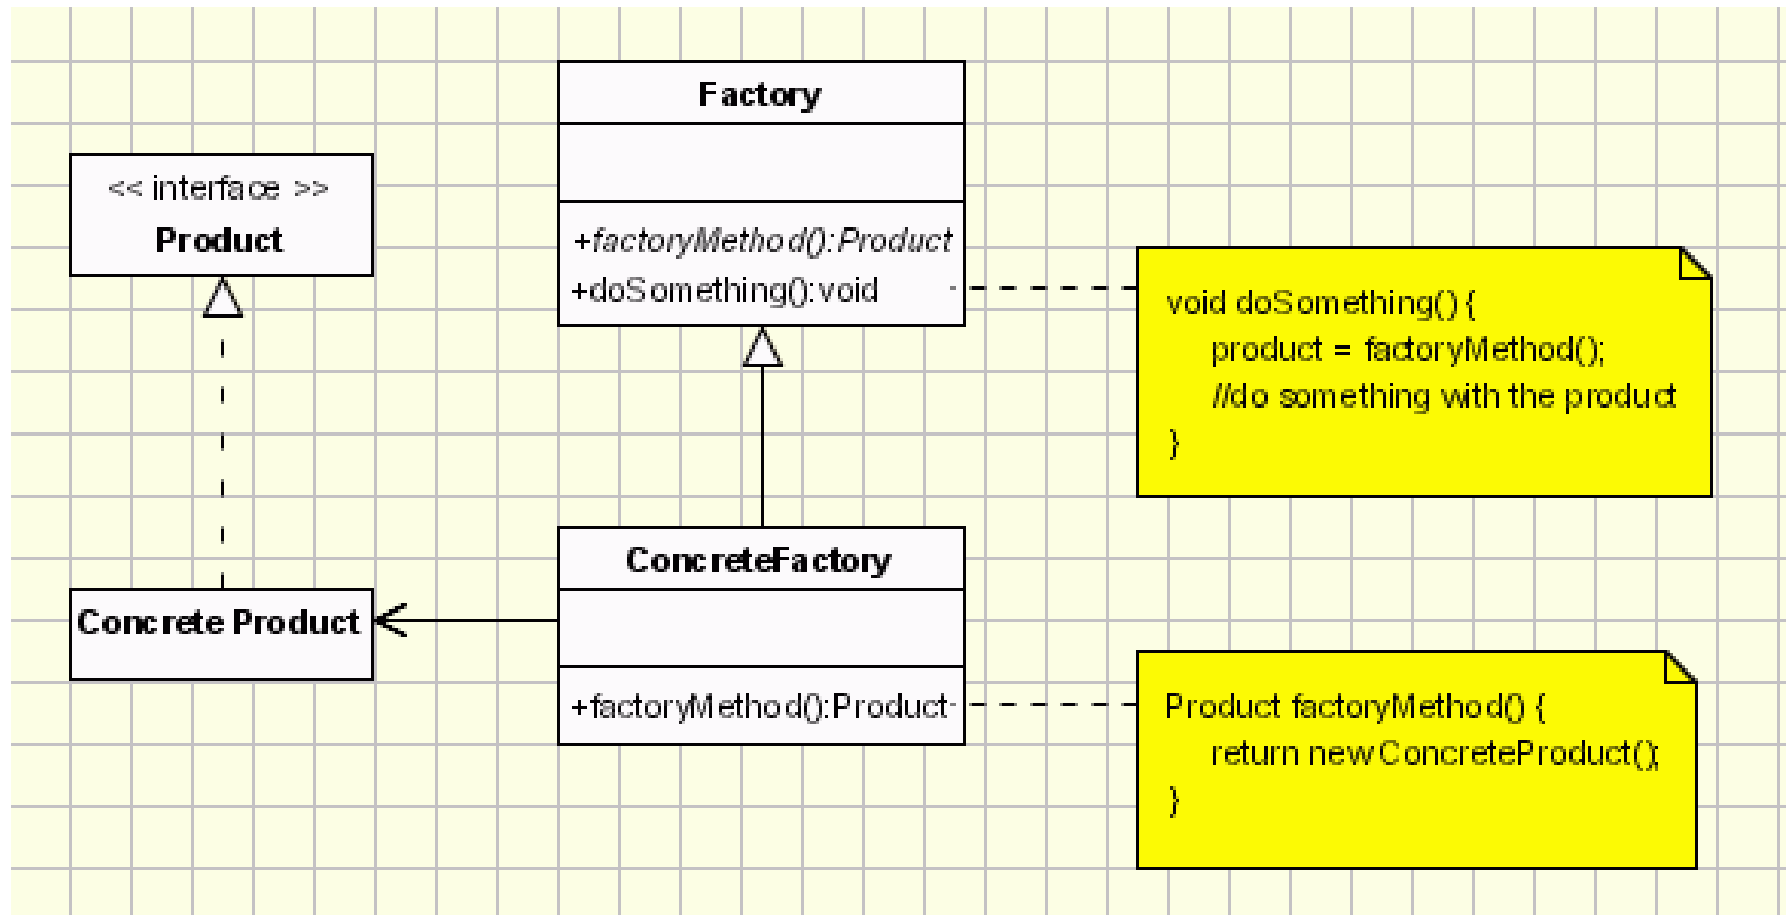 Factory
+factoryMethod():Product
+doSomething():void
<< interface >>
Product
void doSomething() {
product = factoryMethod();
//do something with the product
}
ConcreteFactory
+factoryMethod():Product
Concrete Product
Product factoryMethod() {
return new ConcreteProduct();
}